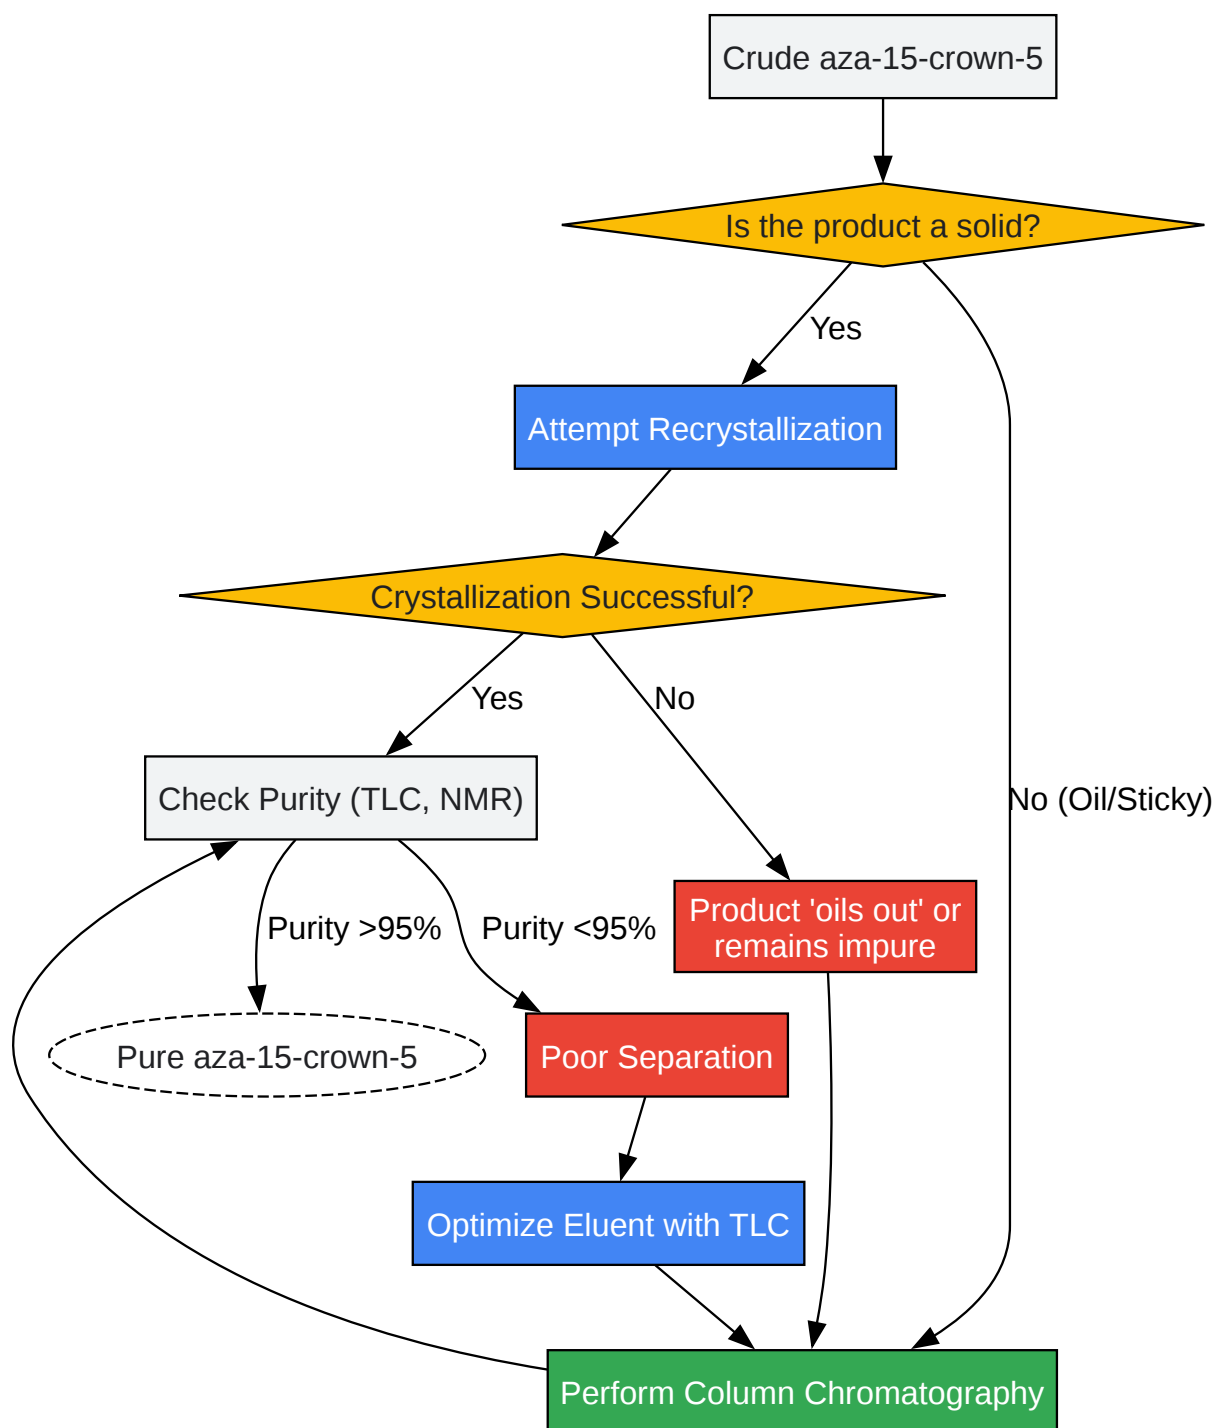 Crude aza-15-crown-5
Is the product a solid?
Yes
Attempt Recrystallization
Crystallization Successful?
Yes
No
Check Purity (TLC, NMR)
No (Oil/Sticky)
Product 'oils out' or
remains impure
Purity >95%
Purity <95%
Pure aza-15-crown-5
Poor Separation
Optimize Eluent with TLC
Perform Column Chromatography